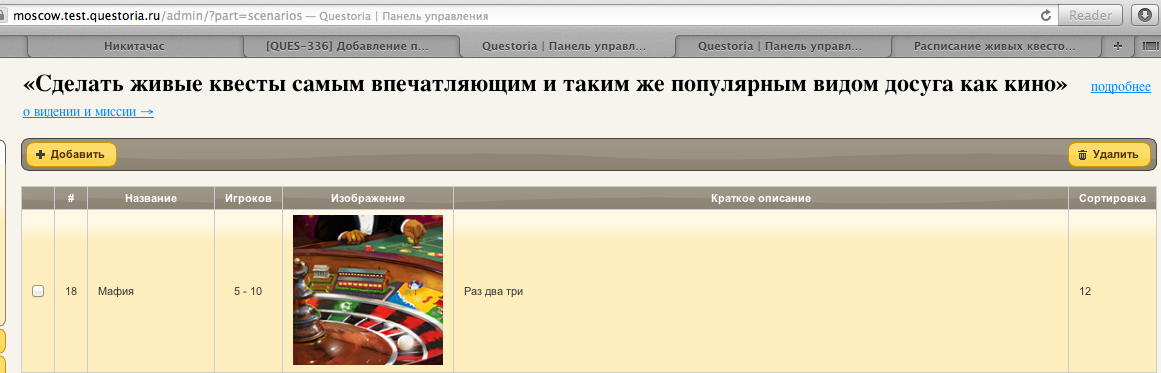 moscow.test.questoria.ru/admin/?part=scenarios — Questoria | Панель управления
Reader
Никитачас
[QUES-336] Добавление п...
Questoria | Панель управл...
Questoria | Панель управл...
Расписание живых квесто...
«Сделать живые квесты самым впечатляющим и таким же популярным видом досуга как кино» подробнее
о видении и миссии →
Добавить
Удалить
# Название Игроков Изображение Краткое описание Сортировка
18 Мафия 5 - 10 Раз два три 12